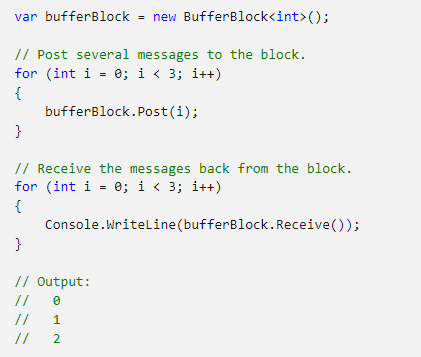 var bufferBlock = new BufferBlock<int>();

// Post several messages to the block.
for (int i = 0; i < 3; i++)
{
    bufferBlock.Post(i);
}

// Receive the messages back from the block.
for (int i = 0; i < 3; i++)
{
    Console.WriteLine(bufferBlock.Receive());
}

// Output:
//   0
//   1
//   2